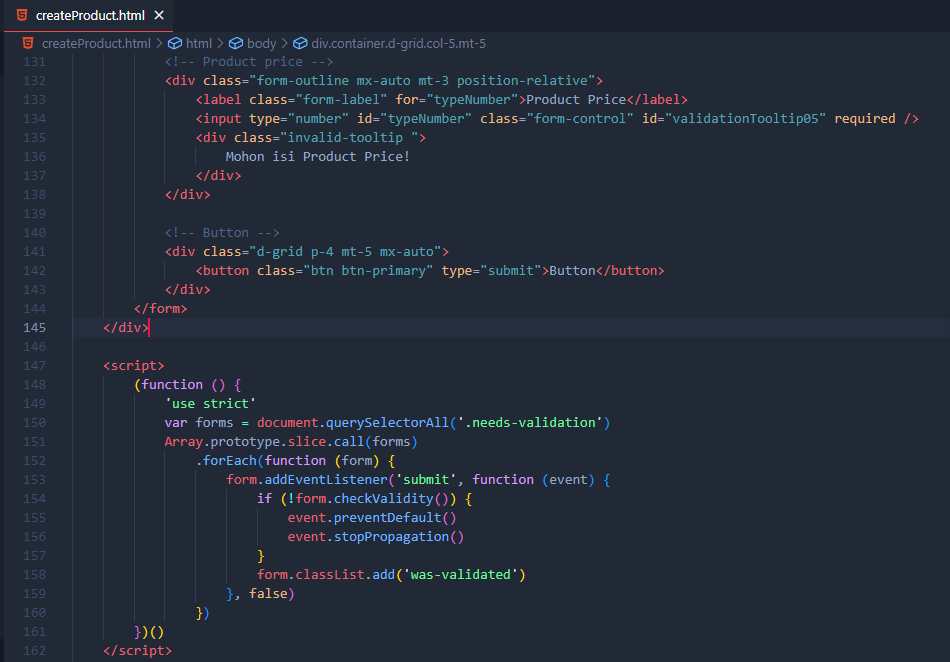 createProduct.html
createProduct.html > html > body > div.container.d-grid.col-5.mt-5
131 <!-- Product price -->
132 <div class="form-outline mx-auto mt-3 position-relative">
133 <label class="form-label" for="typeNumber">Product Price</label>
134 <input type="number" id="typeNumber" class="form-control" id="validationTooltip05" required />
135 <div class="invalid-tooltip ">
136 Mohon isi Product Price!
137 </div>
138 </div>
139
140 <!-- Button -->
141 <div class="d-grid p-4 mt-5 mx-auto">
142 <button class="btn btn-primary" type="submit">Button</button>
143 </div>
144 </form>
145 </div>
146
147 <script>
148 (function () {
149 'use strict'
150 var forms = document.querySelectorAll('.needs-validation')
151 Array.prototype.slice.call(forms)
152 .forEach(function (form) {
153 form.addEventListener('submit', function (event) {
154 if (!form.checkValidity()) {
155 event.preventDefault()
156 event.stopPropagation()
157 }
158 form.classList.add('was-validated')
159 }, false)
160 })
161 })()
162 </script>